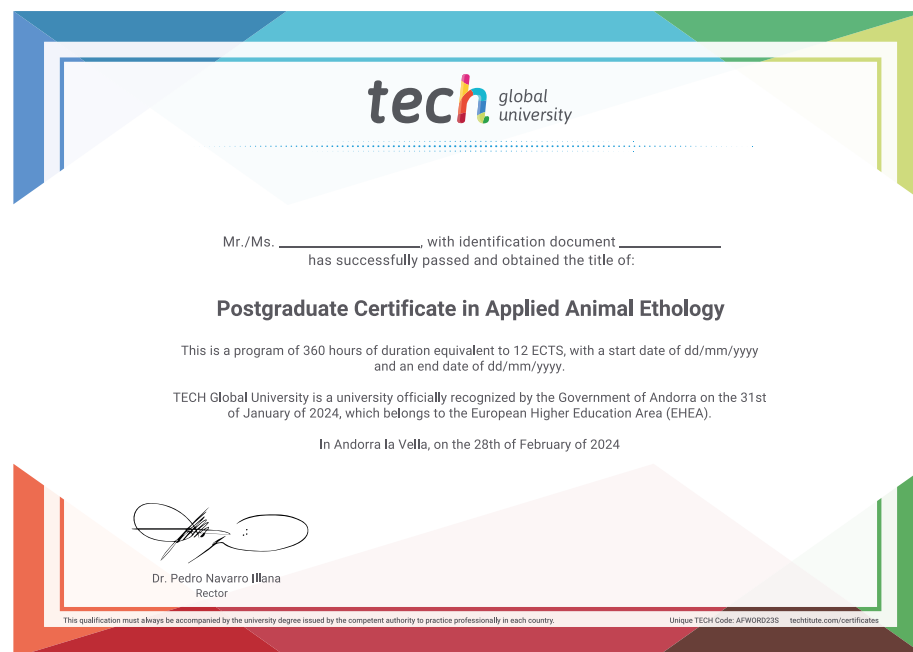 tech global
university
Mr./Ms. ____________________, with identification document ______________
has successfully passed and obtained the title of:
Postgraduate Certificate in Applied Animal Ethology
This is a program of 360 hours of duration equivalent to 12 ECTS, with a start date of dd/mm/yyyy
and an end date of dd/mm/yyyy.
TECH Global University is a university officially recognized by the Government of Andorra on the 31st
of January of 2024, which belongs to the European Higher Education Area (EHEA).
In Andorra la Vella, on the 28th of February of 2024
Dr. Pedro Navarro Illana
Rector
This qualification must always be accompanied by the university degree issued by the competent authority to practice professionally in each country. Unique TECH Code: AFWORD23S techtitute.com/certificates